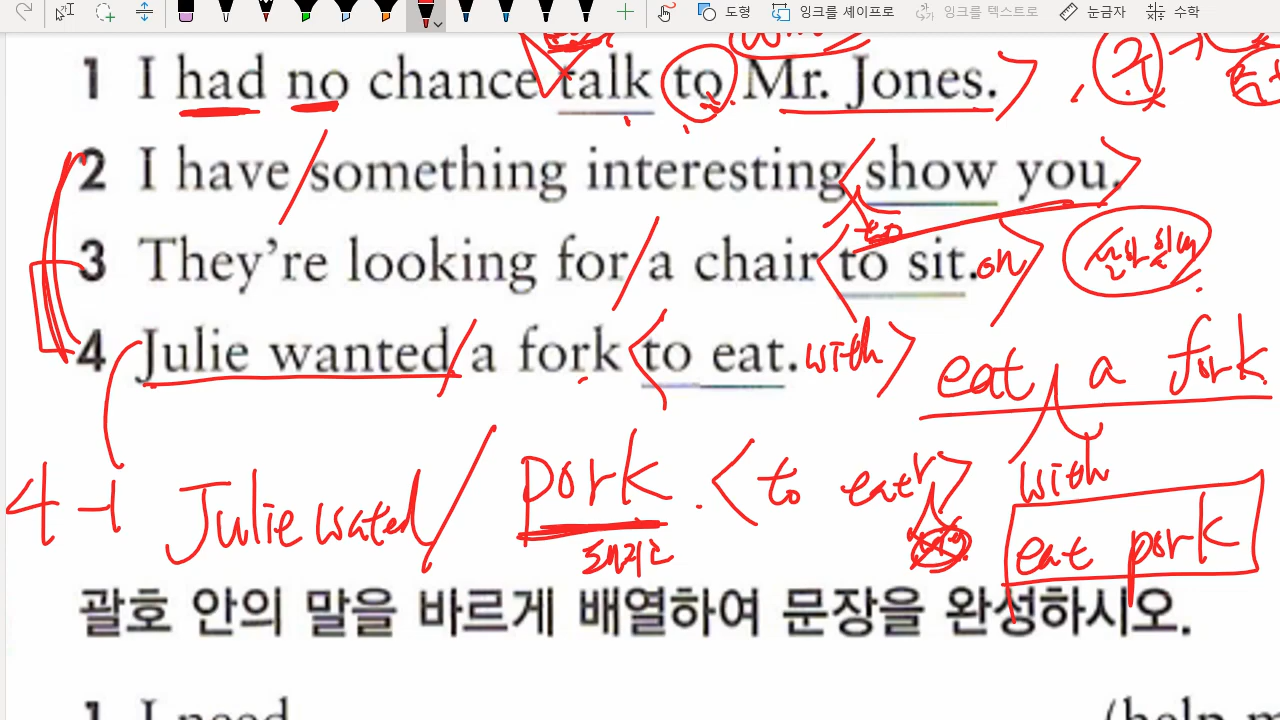 도형 잉크를 셰이프로 잉크를 텍스트로 눈금자 수학
1 I had no chance talk to Mr. Jones.
2 I have something interesting show you.
to
3 They're looking for a chair to sit. on
4 Julie wanted a fork to eat. with
eat a fork
with
4-1 Julie wated pork to eat
eat pork
괄호 안의 말을 바르게 배열하여 문장을 완성하시오.
1 I need